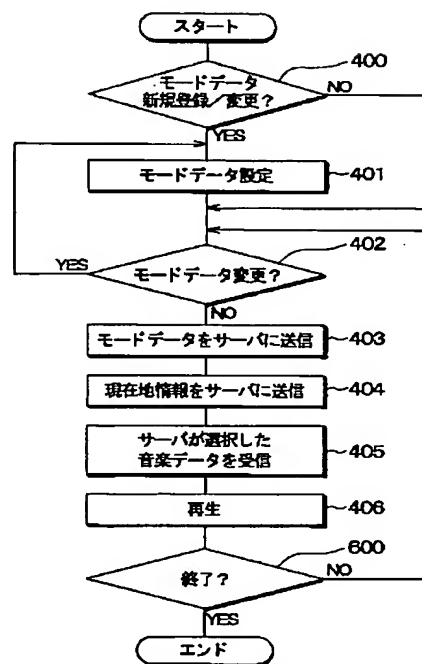 スタート
モードデータ
新規登録／変更？
400
NO
YES
モードデータ設定
401
402
YES
モードデータ変更？
NO
モードデータをサーバに送信
403
現在地情報をサーバに送信
404
サーバが選択した
音楽データを受信
405
再生
406
600
終了？
NO
YES
エンド